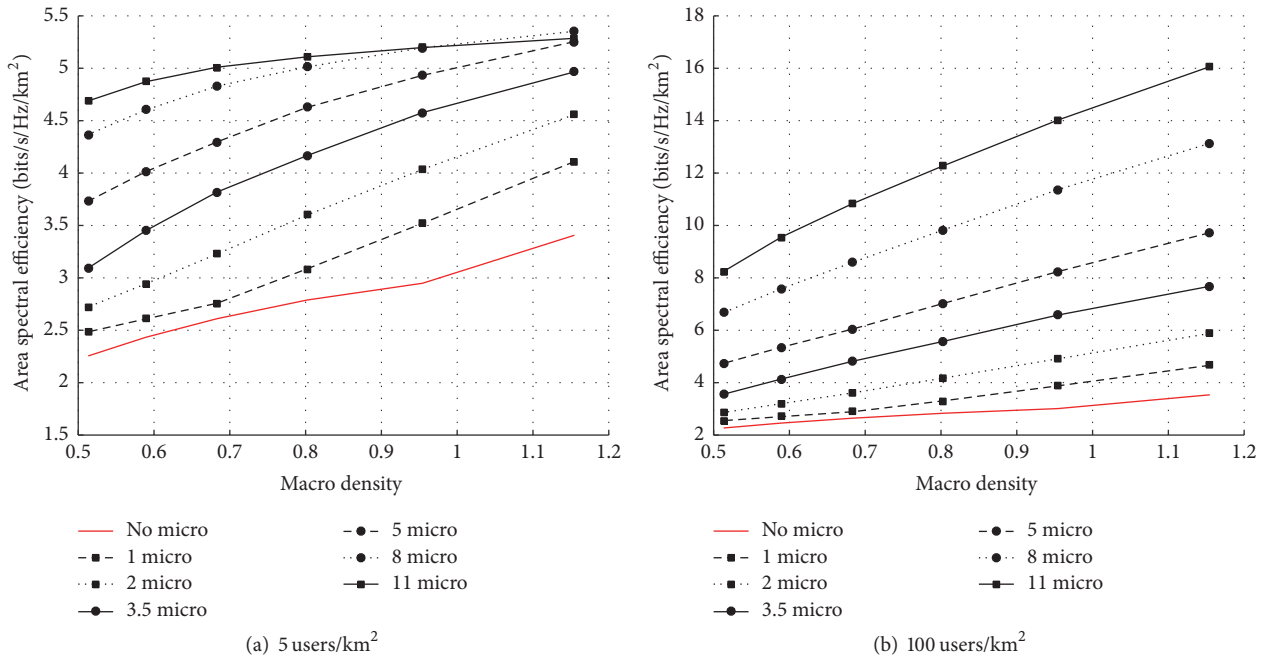 5.5
5
4.5
4
3.5
3
2.5
2
1.5
Area spectral efficiency (bits/s/Hz/km²)
0.5 0.6 0.7 0.8 0.9 1 1.1 1.2
Macro density
No micro
1 micro
2 micro
3.5 micro
5 micro
8 micro
11 micro
(a) 5 users/km²
18
16
14
12
10
8
6
4
2
Area spectral efficiency (bits/s/Hz/km²)
0.5 0.6 0.7 0.8 0.9 1 1.1 1.2
Macro density
No micro
1 micro
2 micro
3.5 micro
5 micro
8 micro
11 micro
(b) 100 users/km²